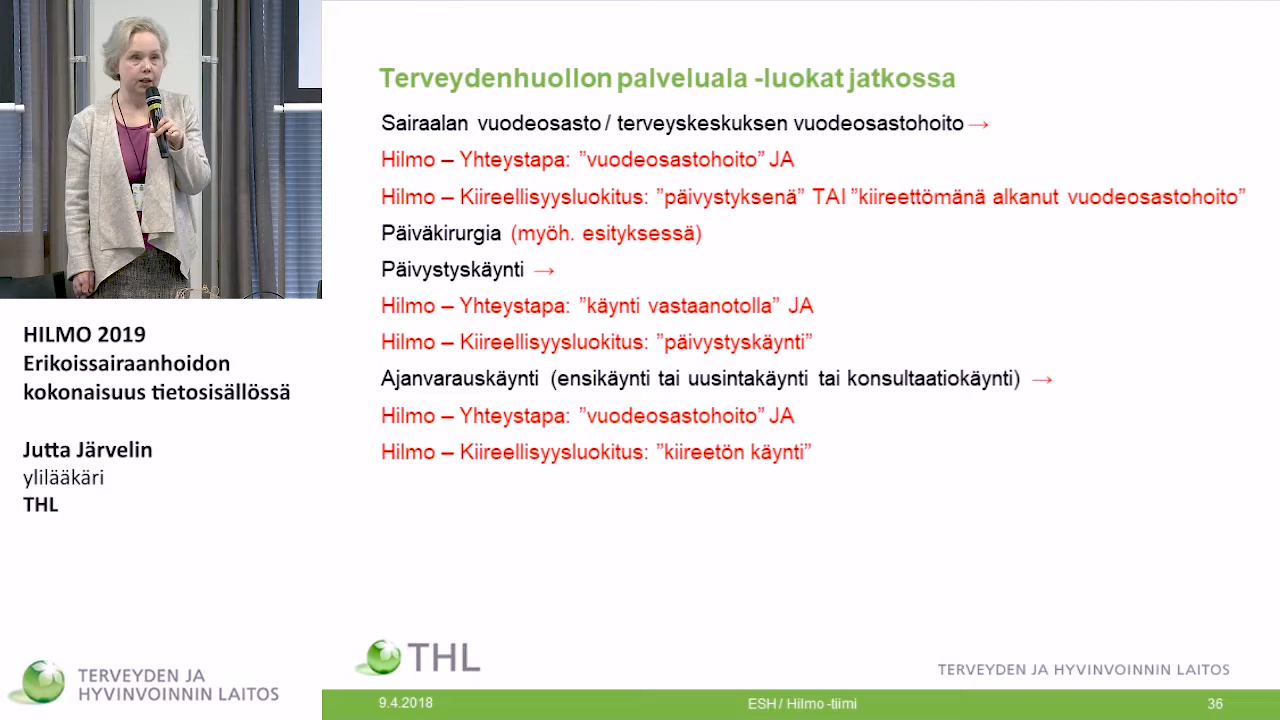 Terveydenhuollon palveluala -luokat jatkossa
Sairaalan vuodeosasto / terveyskeskuksen vuodeosastohoito →
Hilmo – Yhteystapa: ”vuodeosastohoito” JA
Hilmo – Kiireellisyysluokitus: ”päivystyksenä” TAI ”kiireettömänä alkanut vuodeosastohoito”
Päiväkirurgia (myöh. esityksessä)
Päivystyskäynti →
Hilmo – Yhteystapa: ”käynti vastaanotolla” JA
Hilmo – Kiireellisyysluokitus: ”päivystyskäynti”
Ajanvarauskäynti (ensikäynti tai uusintakäynti tai konsultaatiokäynti) →
Hilmo – Yhteystapa: ”vuodeosastohoito” JA
Hilmo – Kiireellisyysluokitus: ”kiireetön käynti”
HILMO 2019
Erikoissairaanhoidon
kokonaisuus tietosisällössä
Jutta Järvelin
ylilääkäri
THL
TERVEYDEN JA
HYVINVOINNIN LAITOS
THL
TERVEYDEN JA HYVINVOINNIN LAITOS
9.4.2018
ESH / Hilmo -tiimi
36